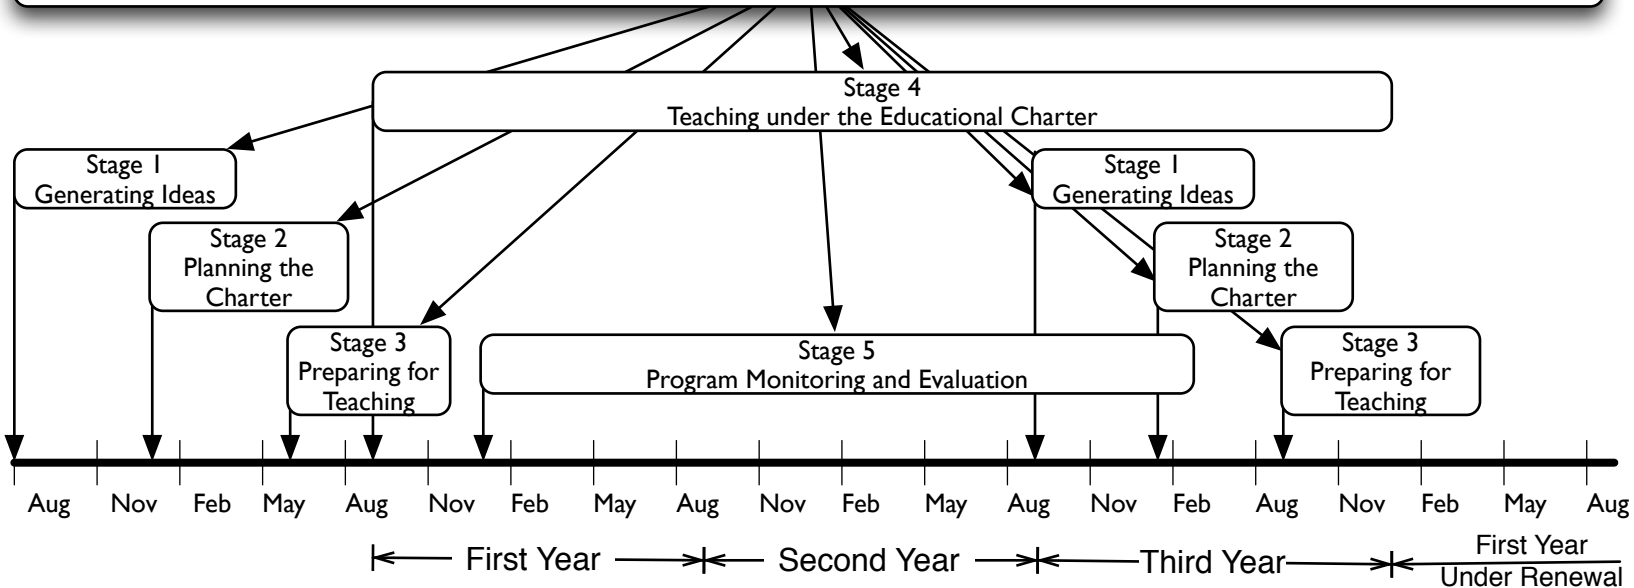 Stage 4
Teaching under the Educational Charter
Stage 1
Generating Ideas
Stage 1
Generating Ideas
Stage 2
Planning the
Charter
Stage 2
Planning the
Charter
Stage 3
Preparing for
Teaching
Stage 5
Program Monitoring and Evaluation
Stage 3
Preparing for
Teaching
Aug Nov Feb May Aug Nov Feb May Aug Nov Feb May Aug Nov Feb Aug Nov Feb May Aug
First Year Second Year Third Year First Year
Under Renewal